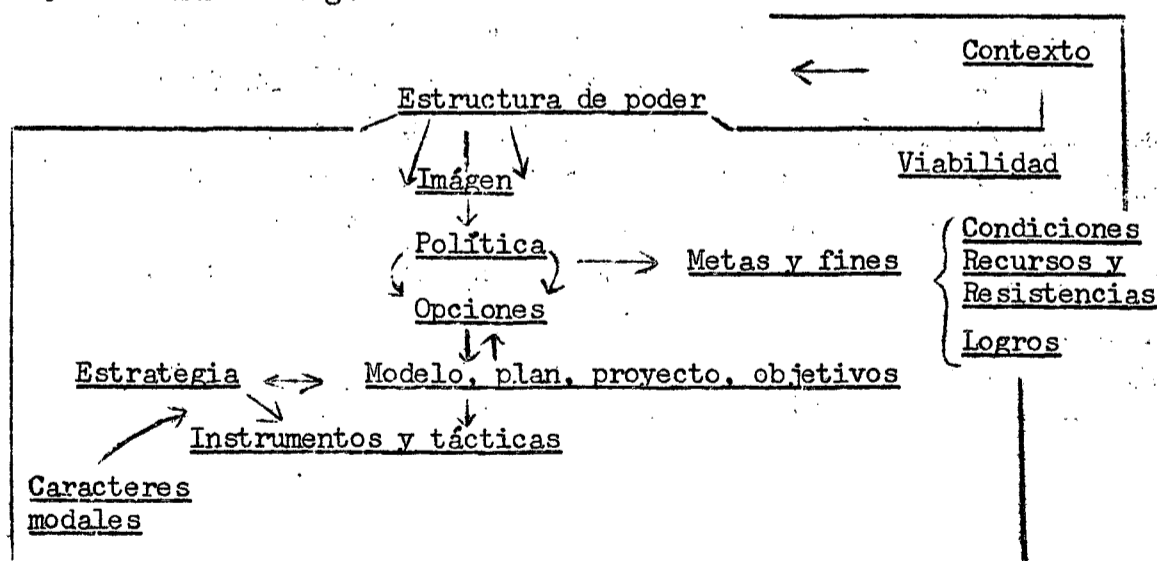 Contexto
Estructura de poder
Viabilidad
Imágen
Política
Metas y fines
Condiciones
Recursos y
Resistencias
Logros
Opciones
Estrategia
Modelo, plan, proyecto, objetivos
Instrumentos y tácticas
Caracteres
modales